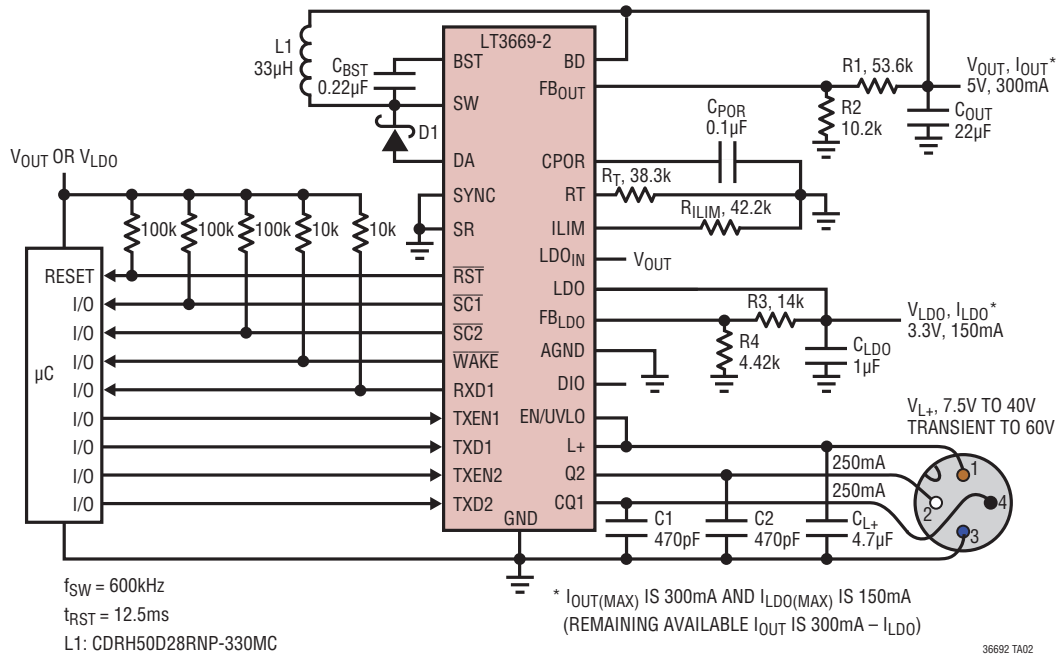 LT3669-2
L1
33µH
CBST
0.22µF
D1
BST
SW
DA
SYNC
SR
RST
SC1
SC2
WAKE
RXD1
TXEN1
TXD1
TXEN2
TXD2
GND
BD
FBOUT
CPOR
RT
ILIM
LDOIN
LDO
FBLDO
AGND
DIO
EN/UVLO
L+
Q2
CQ1
R1, 53.6k
R2
10.2k
VOUT, IOUT*
5V, 300mA
COUT
22µF
CPOR
0.1µF
RT, 38.3k
RILIM, 42.2k
VOUT
R3, 14k
R4
4.42k
VLDO, ILDO*
3.3V, 150mA
CLDO
1µF
VL+, 7.5V TO 40V
TRANSIENT TO 60V
250mA
250mA
1
2
4
3
C1
470pF
C2
470pF
CL+
4.7µF
VOUT OR VLDO
100k
100k
100k
10k
10k
µC
RESET
I/O
I/O
I/O
I/O
I/O
I/O
I/O
I/O
fSW = 600kHz
tRST = 12.5ms
L1: CDRH50D28RNP-330MC
* IOUT(MAX) IS 300mA AND ILDO(MAX) IS 150mA
(REMAINING AVAILABLE IOUT IS 300mA – ILDO)
36692 TA02